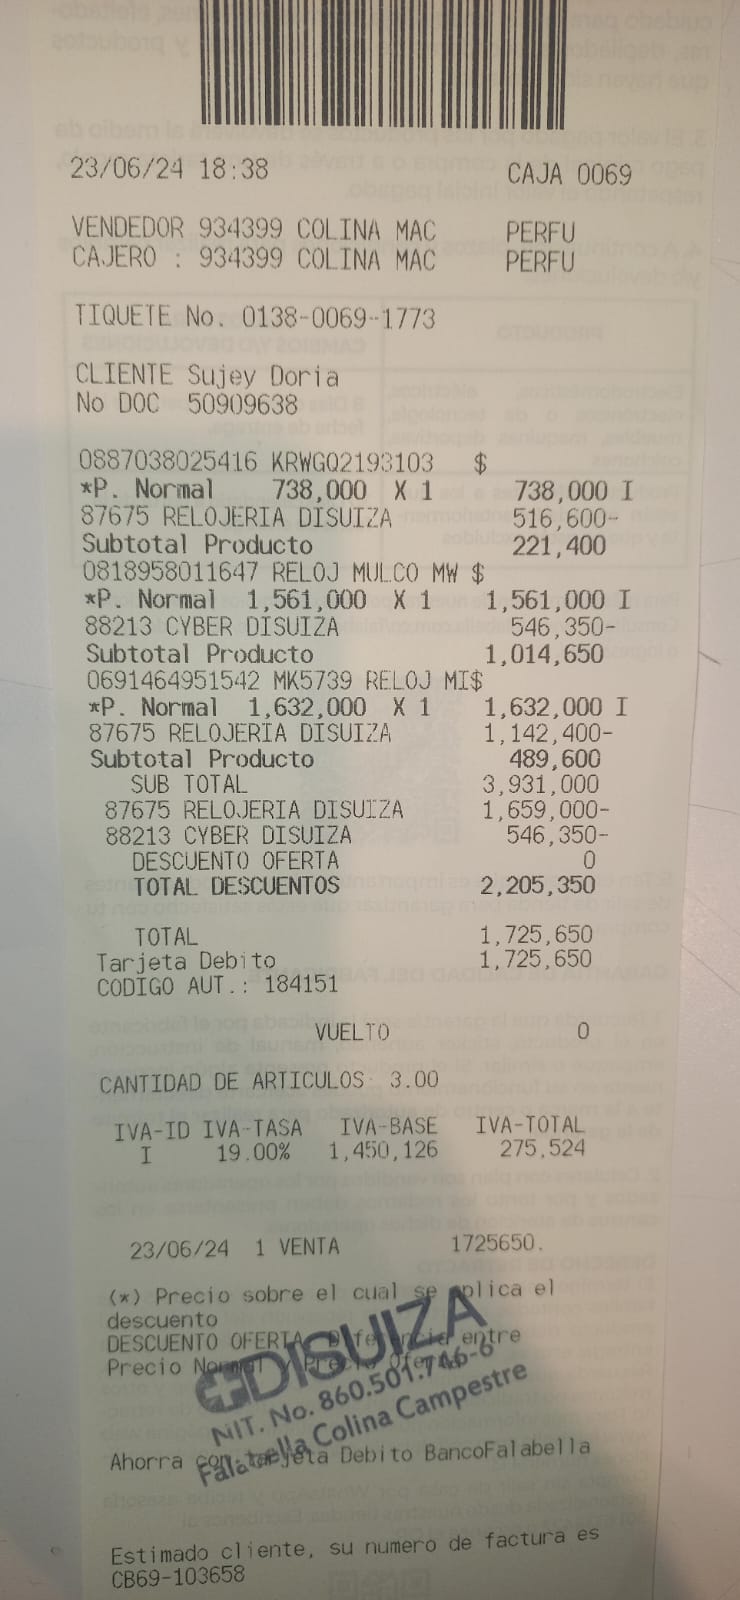 23/06/24 18:38 CAJA 0069
VENDEDOR 934399 COLINA MAC PERFU
CAJERO : 934399 COLINA MAC PERFU
TIQUETE No. 0138-0069-1773
CLIENTE Sujey Doria
No DOC 50909638
0887038025416 KRWGQ2193103 $
*P. Normal 738,000 X 1 738,000 I
87675 RELOJERIA DISUIZA 516,600-
Subtotal Producto 221,400
0818958011647 RELOJ MULCO MW $
*P. Normal 1,561,000 X 1 1,561,000 I
88213 CYBER DISUIZA 546,350-
Subtotal Producto 1,014,650
0691464951542 MK5739 RELOJ MI$
*P. Normal 1,632,000 X 1 1,632,000 I
87675 RELOJERIA DISUIZA 1,142,400-
Subtotal Producto 489,600
SUB TOTAL 3,931,000
87675 RELOJERIA DISUIZA 1,659,000-
88213 CYBER DISUIZA 546,350-
DESCUENTO OFERTA 0
TOTAL DESCUENTOS 2,205,350
TOTAL 1,725,650
Tarjeta Debito 1,725,650
CODIGO AUT.: 184151
VUELTO 0
CANTIDAD DE ARTICULOS: 3.00
IVA-ID IVA-TASA IVA-BASE IVA-TOTAL
I 19.00% 1,450,126 275,524
23/06/24 1 VENTA 1725650.
(*) Precio sobre el cual se aplica el
descuento
DESCUENTO OFERTA Diferencia entre
Precio Normal y Precio Oferta
DISUIZA
NIT. No. 860.501.746-6
Falabella Colina Campestre
Ahorra con tarjeta Debito BancoFalabella
Estimado cliente, su numero de factura es
CB69-103658